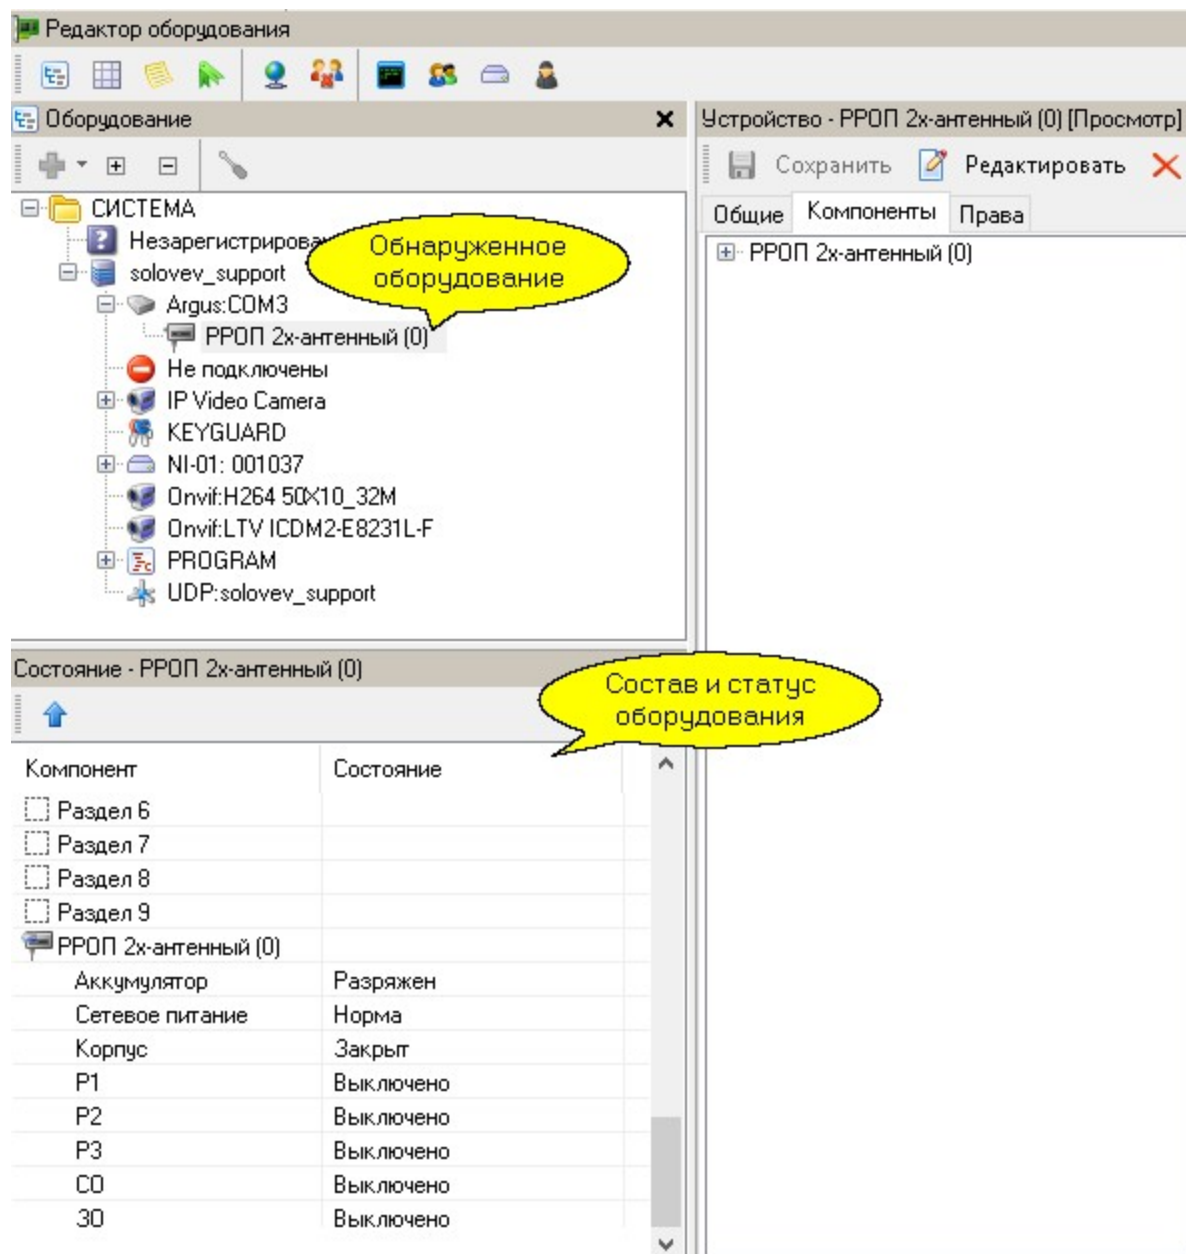 Редактор оборудования
Оборудование
СИСТЕМА
Обнаруженное
оборудование
solovev_support
Argus:COM3
РРОП 2х-антенный (0)
Не подключены
IP Video Camera
KEYGUARD
NI-01: 001037
Onvif:H264 50X10_32M
Onvif:LTV ICDM2-E8231L-F
PROGRAM
UDP:solovev_support
Устройство - РРОП 2х-антенный (0) [Просмотр]
Сохранить Редактировать
Общие Компоненты Права
РРОП 2х-антенный (0)
Состояние - РРОП 2х-антенный (0)
Состав и статус
оборудования
Компонент Состояние
Раздел 6
Раздел 7
Раздел 8
Раздел 9
РРОП 2х-антенный (0)
Аккумулятор Разряжен
Сетевое питание Норма
Корпус Закрыт
Р1 Выключено
Р2 Выключено
Р3 Выключено
СО Выключено
ЗО Выключено